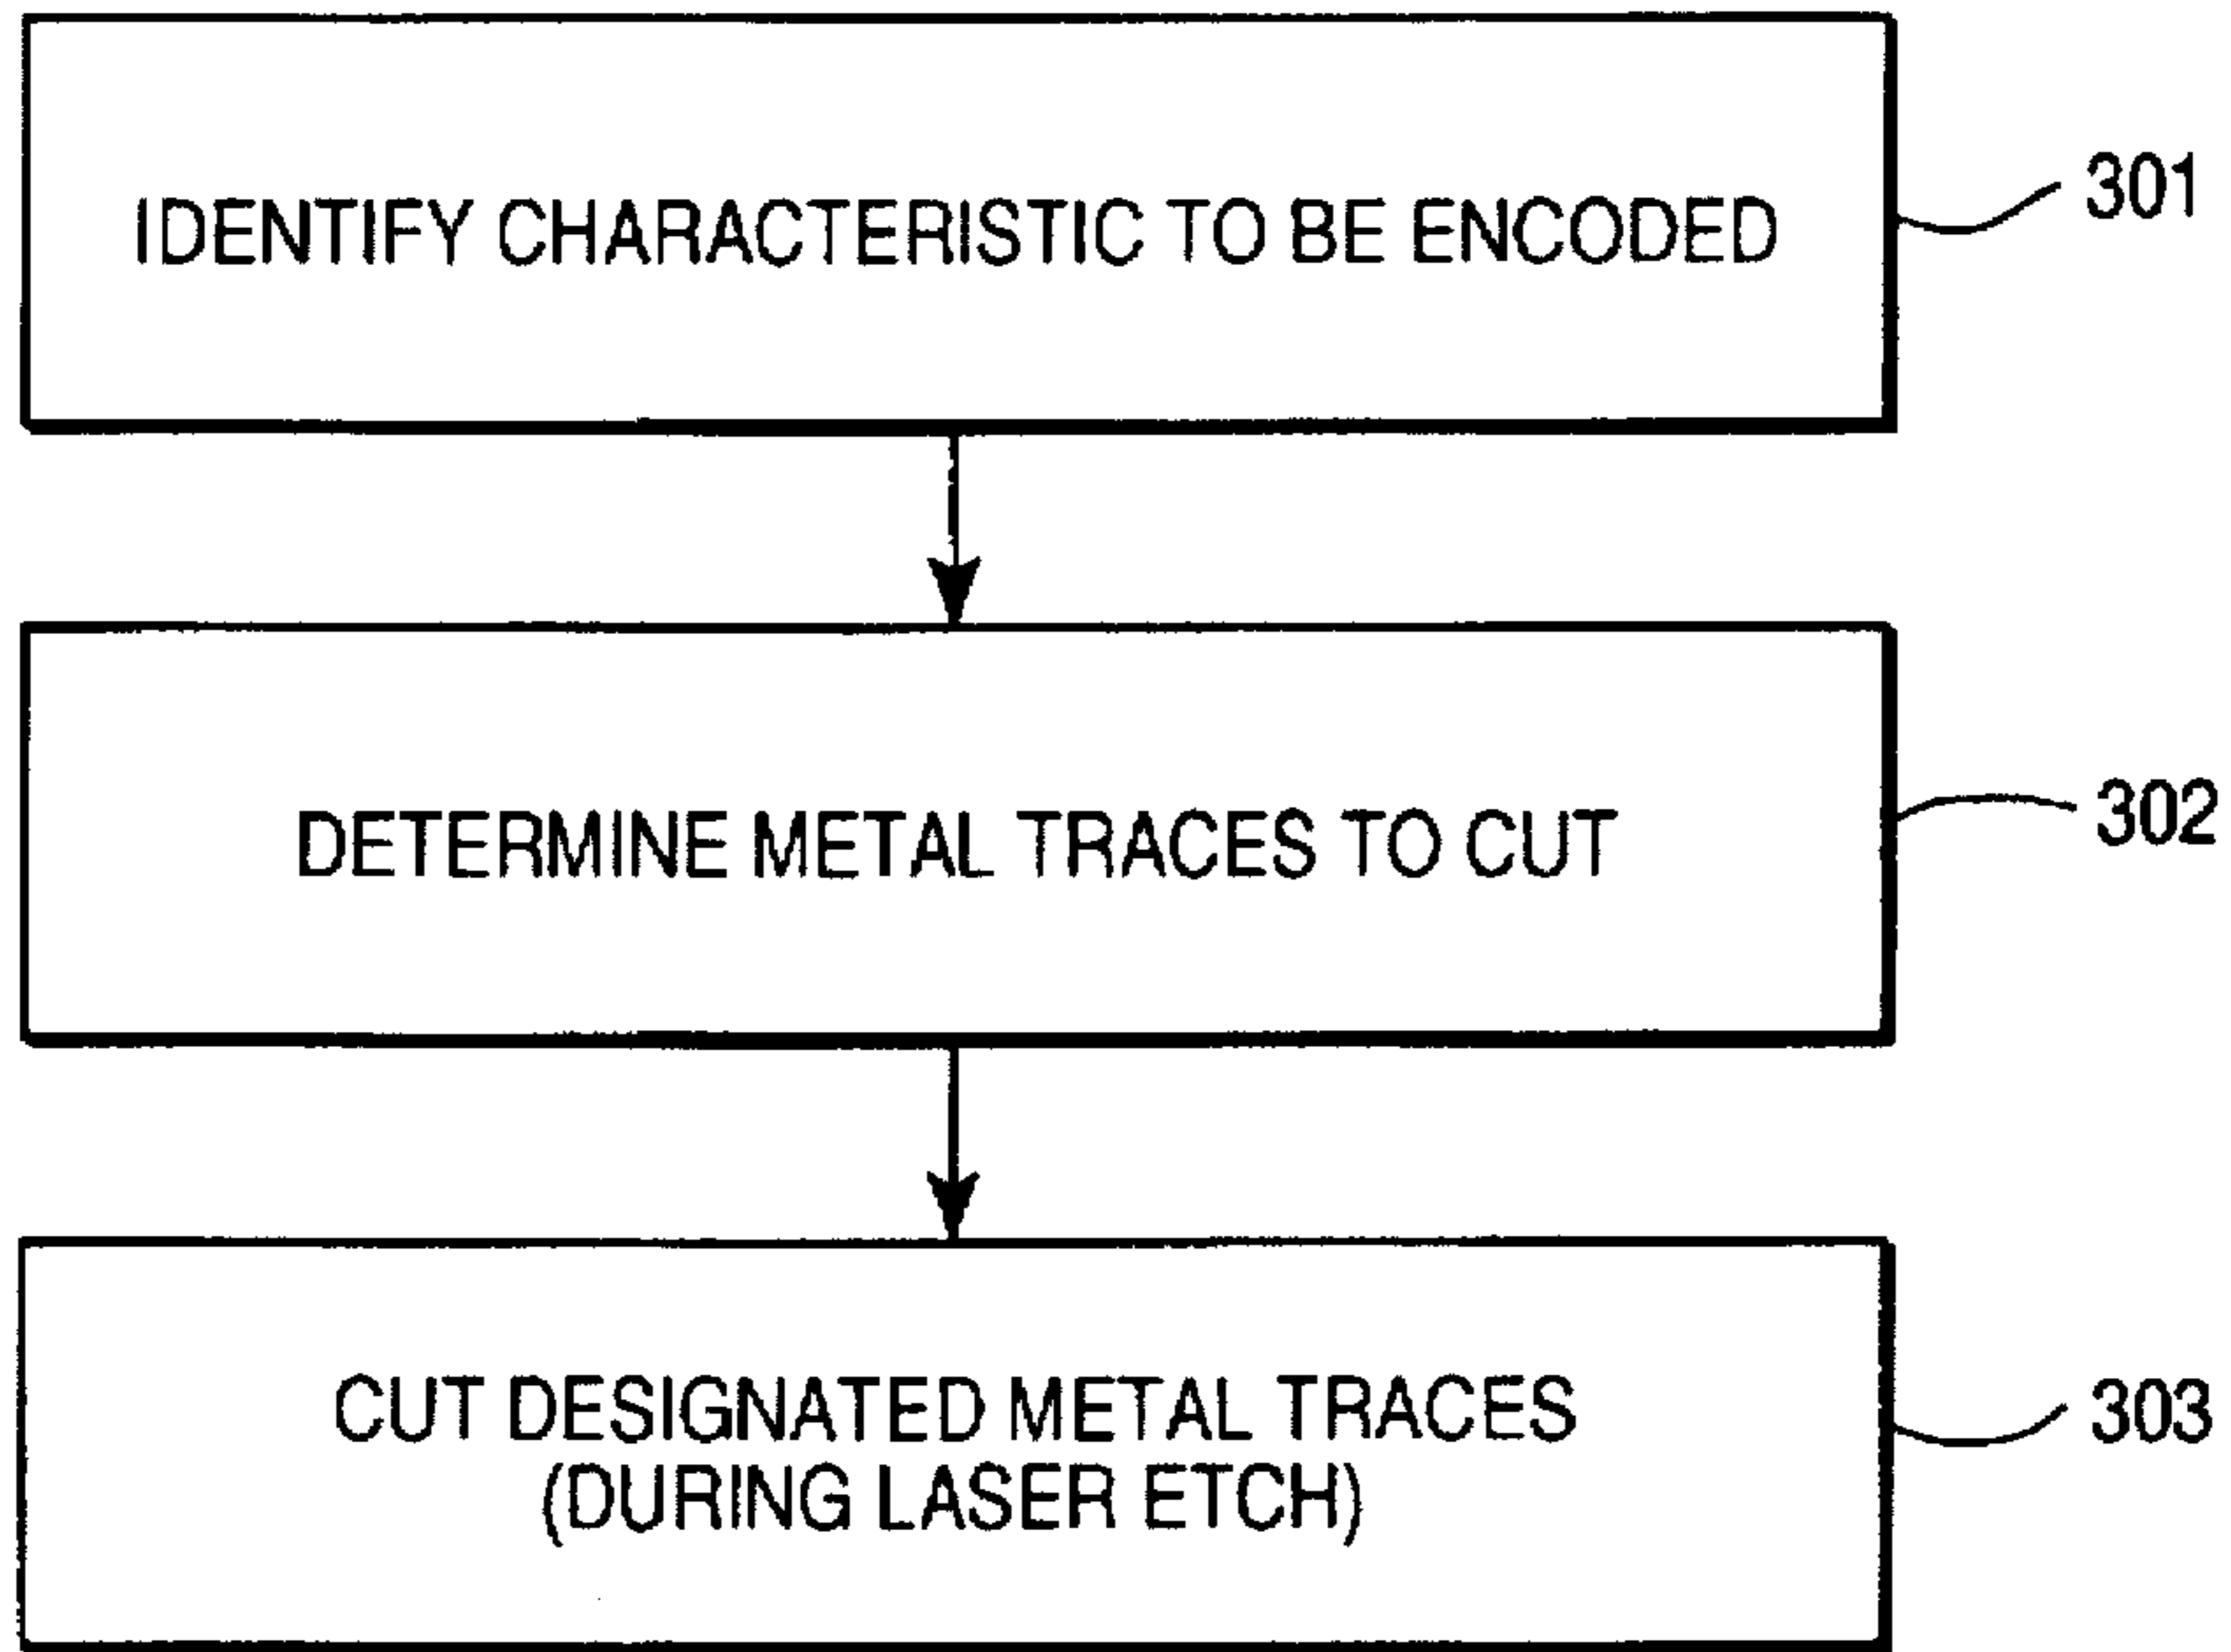 IDENTIFY CHARACTERISTIC TO BE ENCODED
301
DETERMINE METAL TRACES TO CUT
302
CUT DESIGNATED METAL TRACES
(DURING LASER ETCH)
303